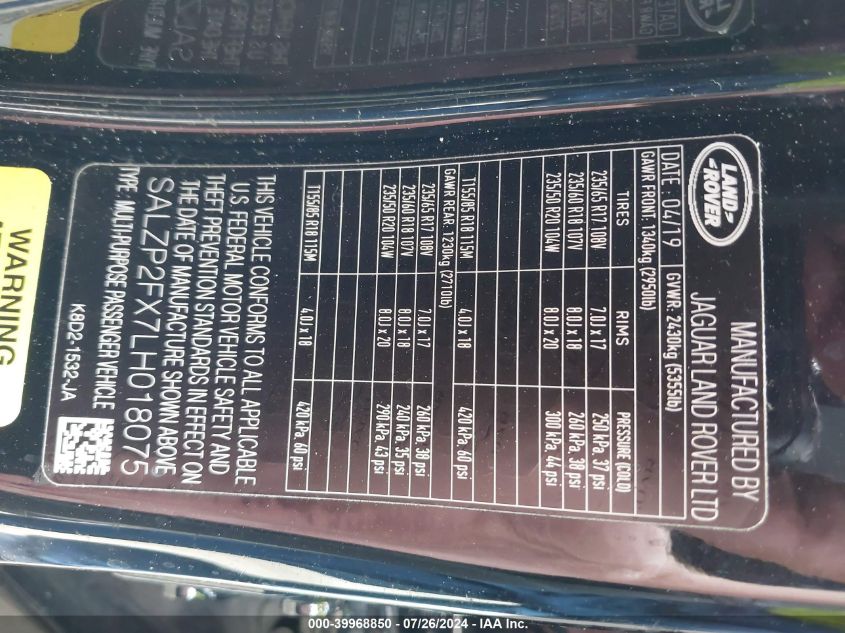 LAND
ROVER
MANUFACTURED BY
JAGUAR LAND ROVER LTD
DATE 04/19 GVWR: 2430kg (5355lb)
GAWR FRONT: 1340kg (2950lb)
TIRES RIMS PRESSURE (COLD)
235/65 R17 108V 7.0J x 17 250 kPa, 37 psi
235/60 R18 107V 8.0J x 18 260 kPa, 38 psi
235/50 R20 104W 8.0J x 20 300 kPa, 44 psi
T155/85 R18 115M 4.0J x 18 420 kPa, 60 psi
GAWR REAR: 1230kg (2710lb)
235/65 R17 108V 7.0J x 17 260 kPa, 38 psi
235/60 R18 107V 8.0J x 18 240 kPa, 35 psi
235/50 R20 104W 8.0J x 20 290 kPa, 43 psi
T155/85 R18 115M 4.0J x 18 420 kPa, 60 psi
THIS VEHICLE CONFORMS TO ALL APPLICABLE
U.S. FEDERAL MOTOR VEHICLE SAFETY AND
THEFT PREVENTION STANDARDS IN EFFECT ON
THE DATE OF MANUFACTURE SHOWN ABOVE
SALZP2FX7LH018075
TYPE: MULTI PURPOSE PASSENGER VEHICLE
K8D2-1532-JA
WARNING
000-39968850 / 07/26/2024 - IAA Inc.